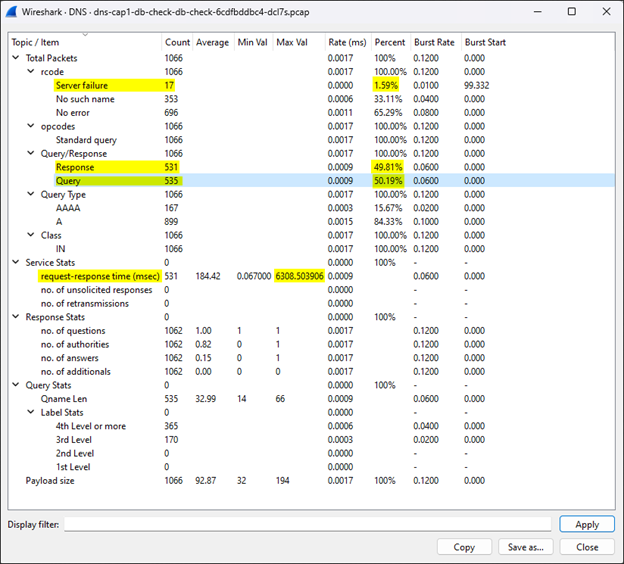 Wireshark · DNS · dns-cap1-db-check-db-check-6cdfbddbc4-dcl7s.pcap
Topic / Item Count Average Min Val Max Val Rate (ms) Percent Burst Rate Burst Start
Total Packets 1066 0.0017 100% 0.1200 0.000
rcode 1066 0.0017 100.00% 0.1200 0.000
Server failure 17 0.0000 1.59% 0.0100 99.332
No such name 353 0.0006 33.11% 0.0400 0.000
No error 696 0.0011 65.29% 0.0800 0.000
opcodes 1066 0.0017 100.00% 0.1200 0.000
Standard query 1066 0.0017 100.00% 0.1200 0.000
Query/Response 1066 0.0017 100.00% 0.1200 0.000
Response 531 0.0009 49.81% 0.0600 0.000
Query 535 0.0009 50.19% 0.0600 0.000
Query Type 1066 0.0017 100.00% 0.1200 0.000
AAAA 167 0.0003 15.67% 0.0200 0.000
A 899 0.0015 84.33% 0.1000 0.000
Class 1066 0.0017 100.00% 0.1200 0.000
IN 1066 0.0017 100.00% 0.1200 0.000
Service Stats 0 0.0000 100% - -
request-response time (msec) 531 184.42 0.067000 6308.503906 0.0009 0.0600 0.000
no. of unsolicited responses 0 0.0000 - -
no. of retransmissions 0 0.0000 - -
Response Stats 0 0.0000 100% - -
no. of questions 1062 1.00 1 1 0.0017 0.1200 0.000
no. of authorities 1062 0.82 0 1 0.0017 0.1200 0.000
no. of answers 1062 0.15 0 1 0.0017 0.1200 0.000
no. of additionals 1062 0.00 0 0 0.0017 0.1200 0.000
Query Stats 0 0.0000 100% - -
Qname Len 535 32.99 14 66 0.0009 0.0600 0.000
Label Stats 0 0.0000 - -
4th Level or more 365 0.0006 0.0400 0.000
3rd Level 170 0.0003 0.0200 0.000
2nd Level 0 0.0000 - -
1st Level 0 0.0000 - -
Payload size 1066 92.87 32 194 0.0017 100% 0.1200 0.000
Display filter: Apply
Copy Save as... Close